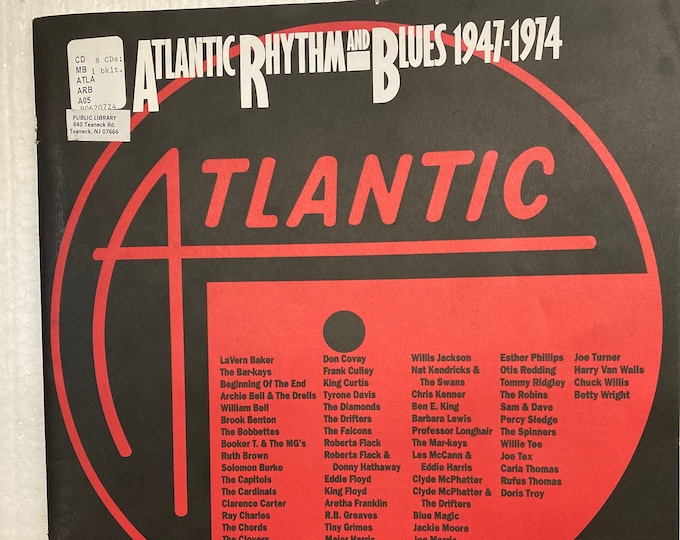 CD 8 CDs;
MB 1 bklt.
ATLA
ARB
A05
90620724
PUBLIC LIBRARY
840 Teaneck Rd.
Teaneck, NJ 07666
ATLANTIC RHYTHM AND BLUES 1947-1974
ATLANTIC
LaVern Baker
The Bar-kays
Beginning Of The End
Archie Bell & The Drells
William Bell
Brook Benton
The Bobbettes
Booker T. & The MG's
Ruth Brown
Solomon Burke
The Capitols
The Cardinals
Clarence Carter
Ray Charles
The Chords
The Clovers
Don Covay
Frank Culley
King Curtis
Tyrone Davis
The Diamonds
The Drifters
The Falcons
Roberta Flack
Roberta Flack &
Donny Hathaway
Eddie Floyd
King Floyd
Aretha Franklin
R.B. Greaves
Tiny Grimes
Major Harris
Willis Jackson
Nat Kendricks &
The Swans
Chris Kenner
Ben E. King
Barbara Lewis
Professor Longhair
The Mar-keys
Les McCann &
Eddie Harris
Clyde McPhatter
Clyde McPhatter &
The Drifters
Blue Magic
Jackie Moore
Joe Morris
Esther Phillips
Otis Redding
Tommy Ridgley
The Robins
Sam & Dave
Percy Sledge
The Spinners
Willie Tee
Joe Tex
Carla Thomas
Rufus Thomas
Doris Troy
Joe Turner
Harry Van Walls
Chuck Willis
Betty Wright